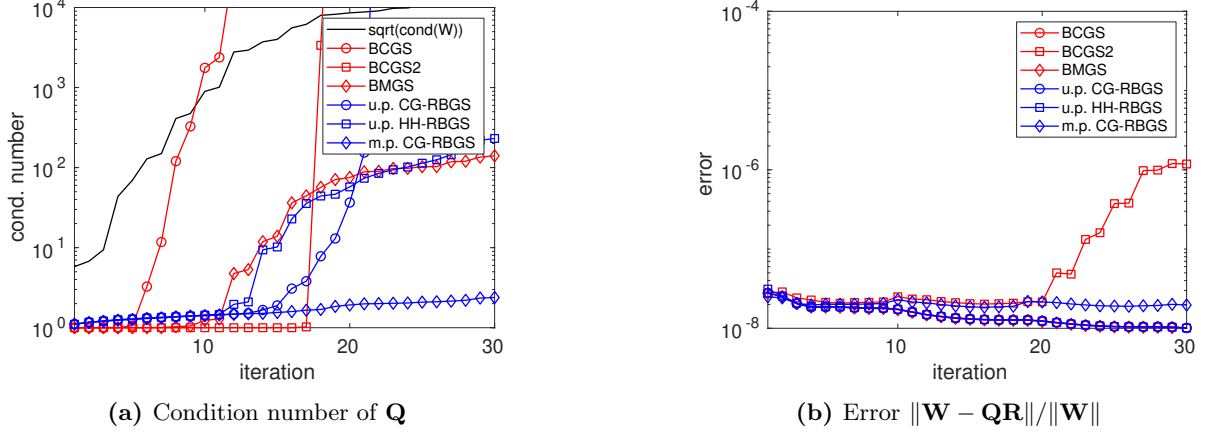 10^4
10^3
10^2
10^1
10^0
cond. number
sqrt(cond(W))
BCGS
BCGS2
BMGS
u.p. CG-RBGS
u.p. HH-RBGS
m.p. CG-RBGS
10
20
30
iteration
(a) Condition number of Q
10^-4
10^-6
10^-8
error
BCGS
BCGS2
BMGS
u.p. CG-RBGS
u.p. HH-RBGS
m.p. CG-RBGS
10
20
30
iteration
(b) Error ‖W − QR‖/‖W‖